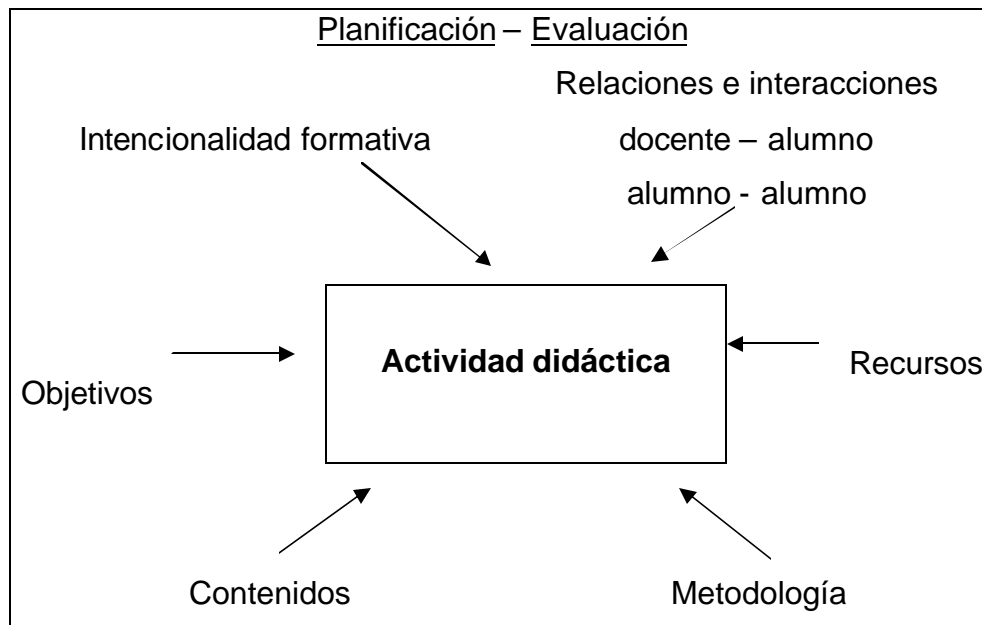 Planificación – Evaluación
Relaciones e interacciones
Intencionalidad formativa
docente – alumno
alumno - alumno
Actividad didáctica
Objetivos
Recursos
Contenidos
Metodología